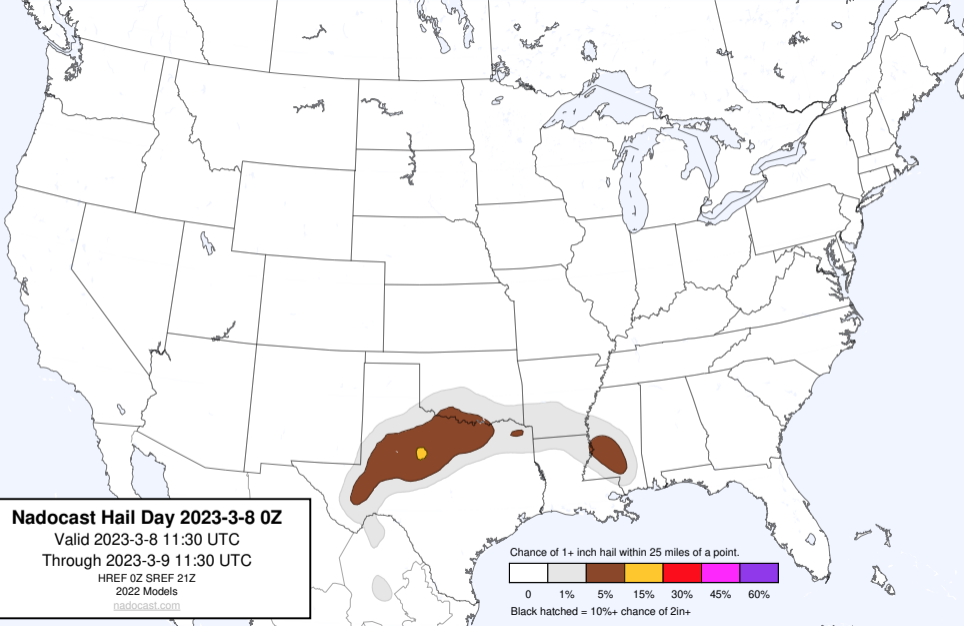 Nadocast Hail Day 2023-3-8 0Z
Valid 2023-3-8 11:30 UTC
Through 2023-3-9 11:30 UTC
HREF 0Z SREF 21Z
2022 Models
nadocast.com
Chance of 1+ inch hail within 25 miles of a point.
0 1% 5% 15% 30% 45% 60%
Black hatched = 10%+ chance of 2in+